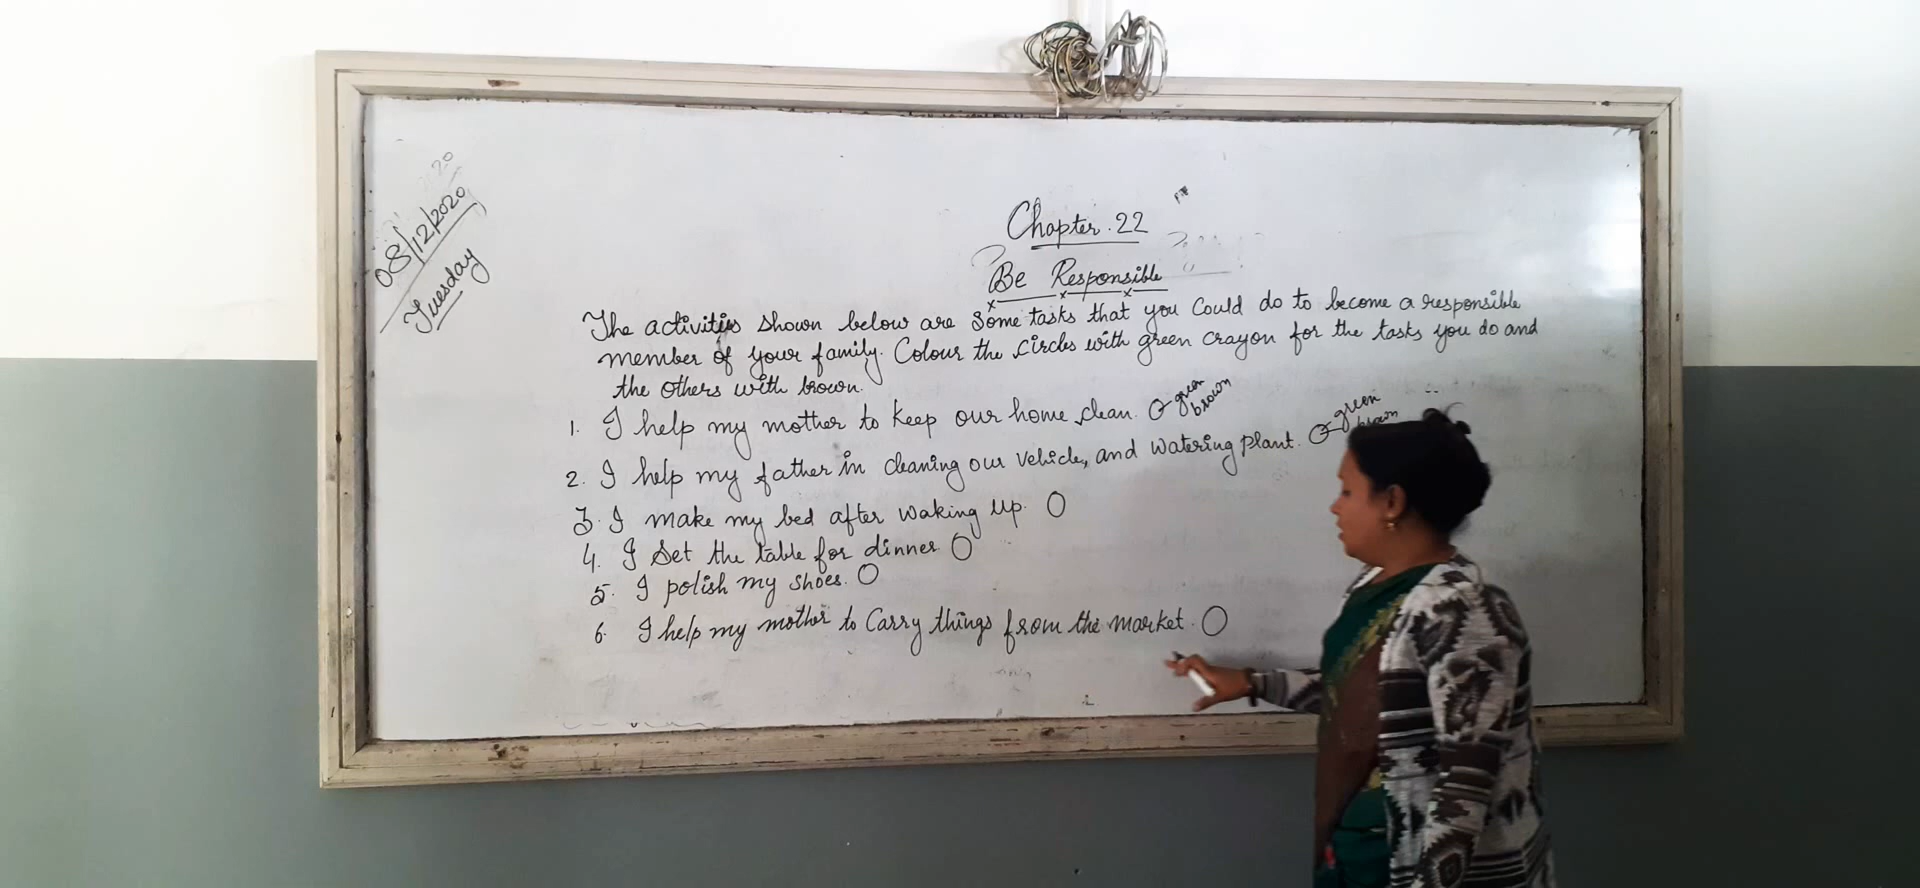 08/12/2020
Tuesday
Chapter. 22
Be Responsible
The activities shown below are some tasks that you could do to become a responsible
member of your family. Colour the circles with green crayon for the tasks you do and
the others with brown.
1. I help my mother to keep our home clean. green
brown
2. I help my father in cleaning our vehicle, and watering plant. green
brown
3. I make my bed after waking up.
4. I set the table for dinner.
5. I polish my shoes.
6. I help my mother to carry things from the market.